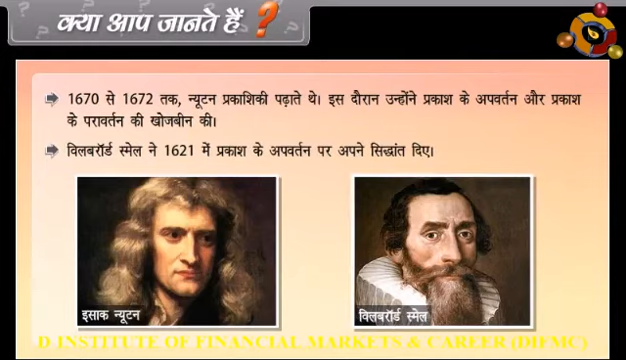 क्या आप जानते हैं ?
1670 से 1672 तक, न्यूटन प्रकाशिकी पढ़ाते थे। इस दौरान उन्होंने प्रकाश के अपवर्तन और प्रकाश
के परावर्तन की खोजबीन की।
विलबरॉर्ड स्मेल ने 1621 में प्रकाश के अपवर्तन पर अपने सिद्धांत दिए।
इसाक न्यूटन
विलबरॉर्ड स्मेल
D INSTITUTE OF FINANCIAL MARKETS & CAREER (DIFMC)